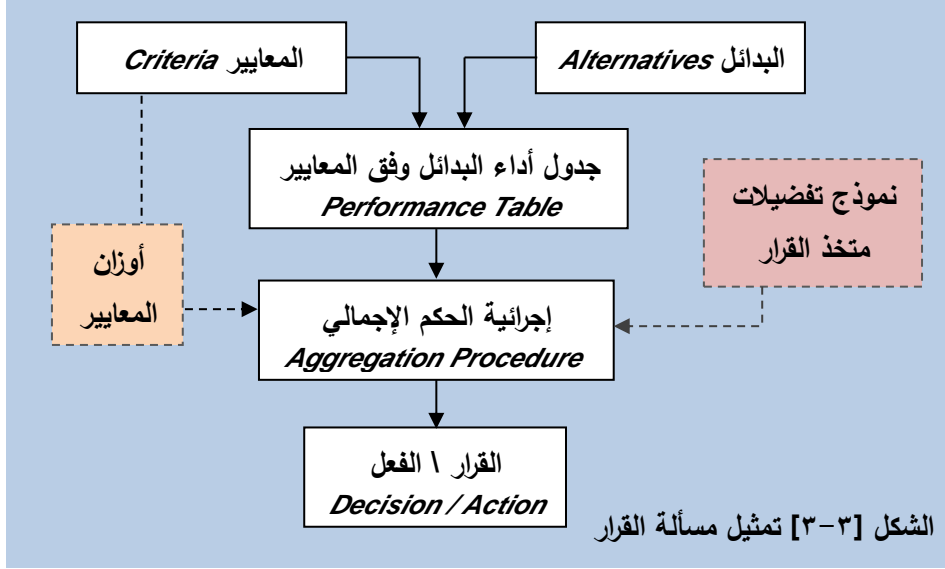 المعايير Criteria
البدائل Alternatives
جدول أداء البدائل وفق المعايير
Performance Table
نموذج تفضيلات
متخذ القرار
أوزان
المعايير
إجرائية الحكم الإجمالي
Aggregation Procedure
القرار \ الفعل
Decision / Action
الشكل [٣-٣] تمثيل مسألة القرار